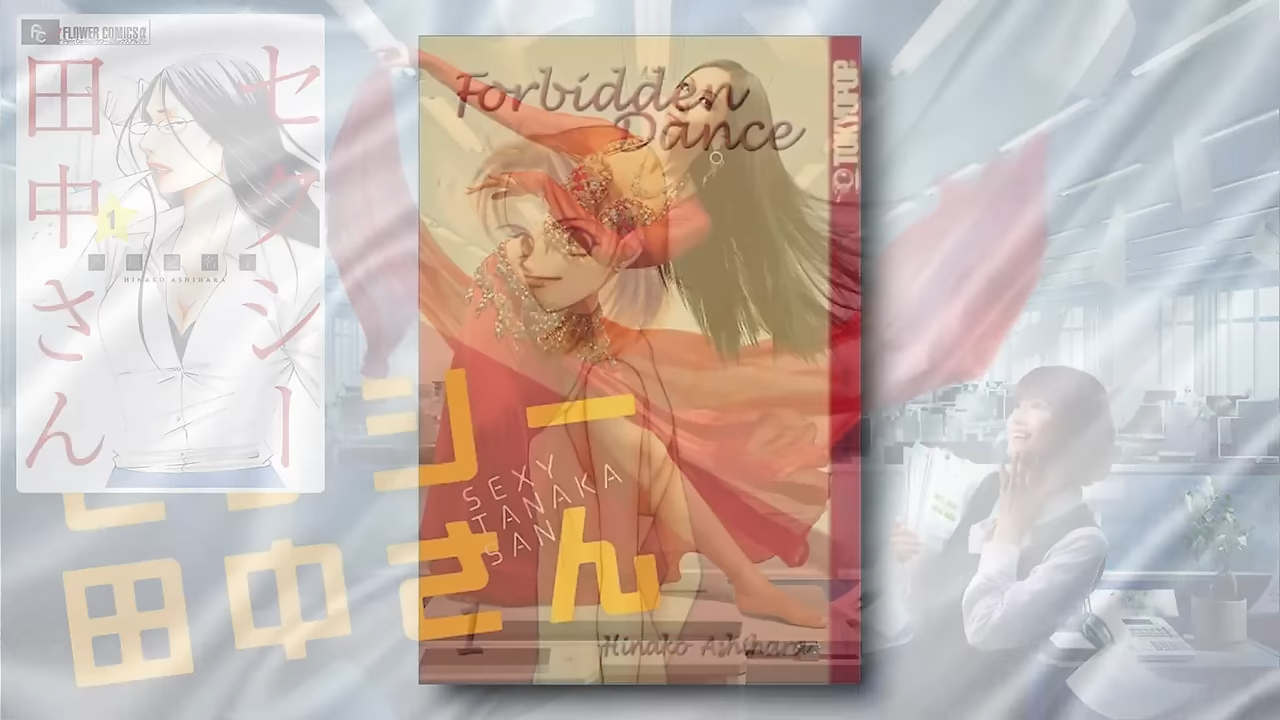 FLOWER COMICS α
セクシー
田中さん
1
HINAKO ASHIHARA
Forbidden
Dance
TOKYOPOP
SEXY
TANAKA
SAN
シー
田中さん
Hinako Ashihara